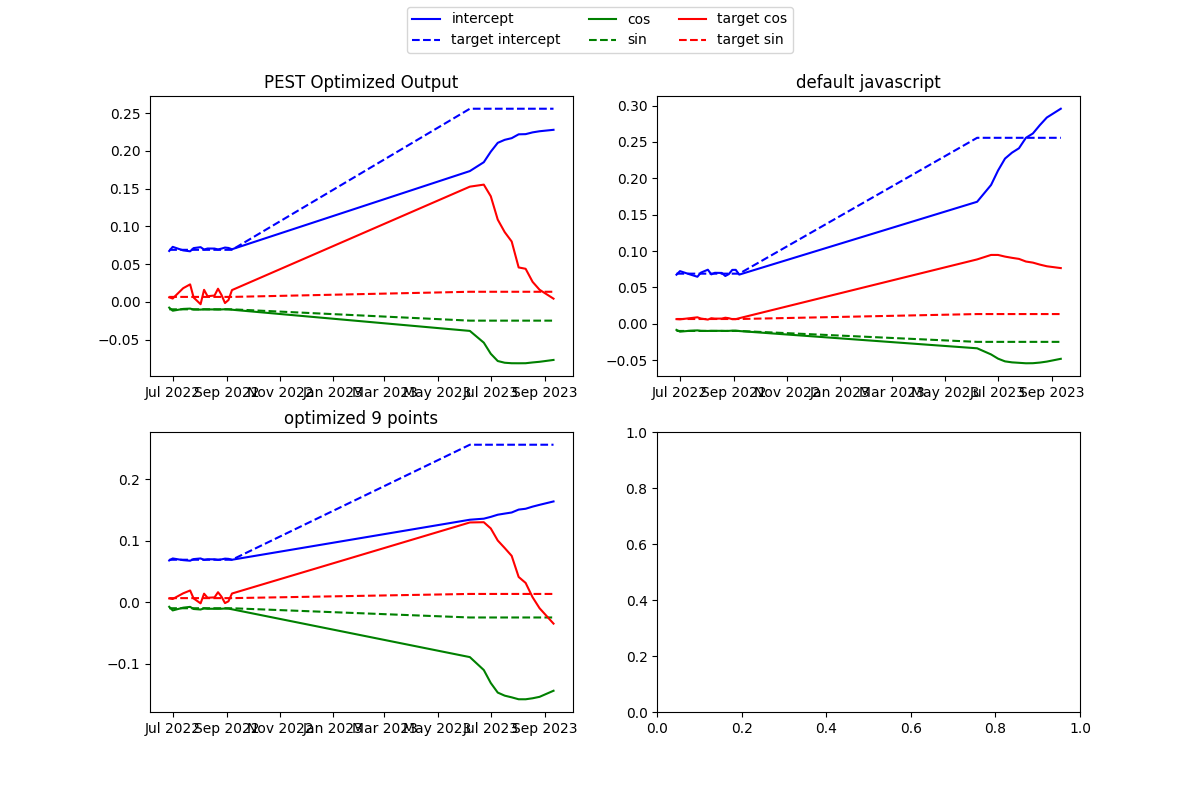 intercept cos target cos
target intercept sin target sin
PEST Optimized Output
0.25
0.20
0.15
0.10
0.05
0.00
−0.05
Jul 2022 Sep 2022 Nov 2022 Jan 2023 Mar 2023 May 2023 Jul 2023 Sep 2023
default javascript
0.30
0.25
0.20
0.15
0.10
0.05
0.00
−0.05
Jul 2022 Sep 2022 Nov 2022 Jan 2023 Mar 2023 May 2023 Jul 2023 Sep 2023
optimized 9 points
0.2
0.1
0.0
−0.1
Jul 2022 Sep 2022 Nov 2022 Jan 2023 Mar 2023 May 2023 Jul 2023 Sep 2023
1.0
0.8
0.6
0.4
0.2
0.0
0.0 0.2 0.4 0.6 0.8 1.0